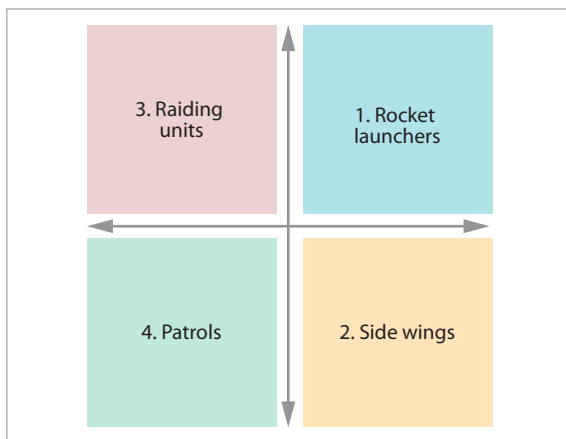 3. Raiding
units
1. Rocket
launchers
4. Patrols
2. Side wings